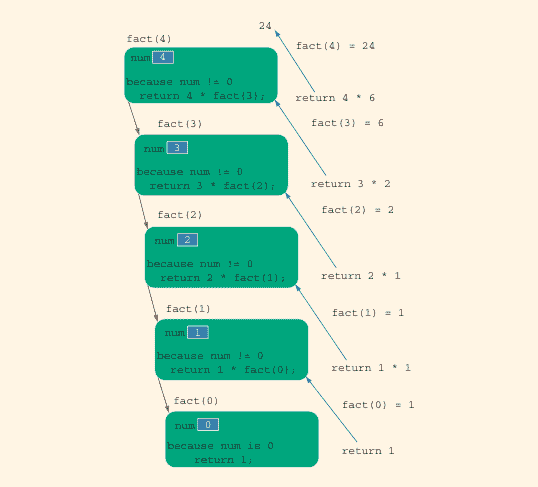 24
fact(4)
fact(4) = 24
num 4
because num != 0
return 4 * fact(3);
return 4 * 6
fact(3)
fact(3) = 6
num 3
because num != 0
return 3 * fact(2);
return 3 * 2
fact(2)
fact(2) = 2
num 2
because num != 0
return 2 * fact(1);
return 2 * 1
fact(1)
fact(1) = 1
num 1
because num != 0
return 1 * fact(0);
return 1 * 1
fact(0)
fact(0) = 1
num 0
because num is 0
return 1;
return 1